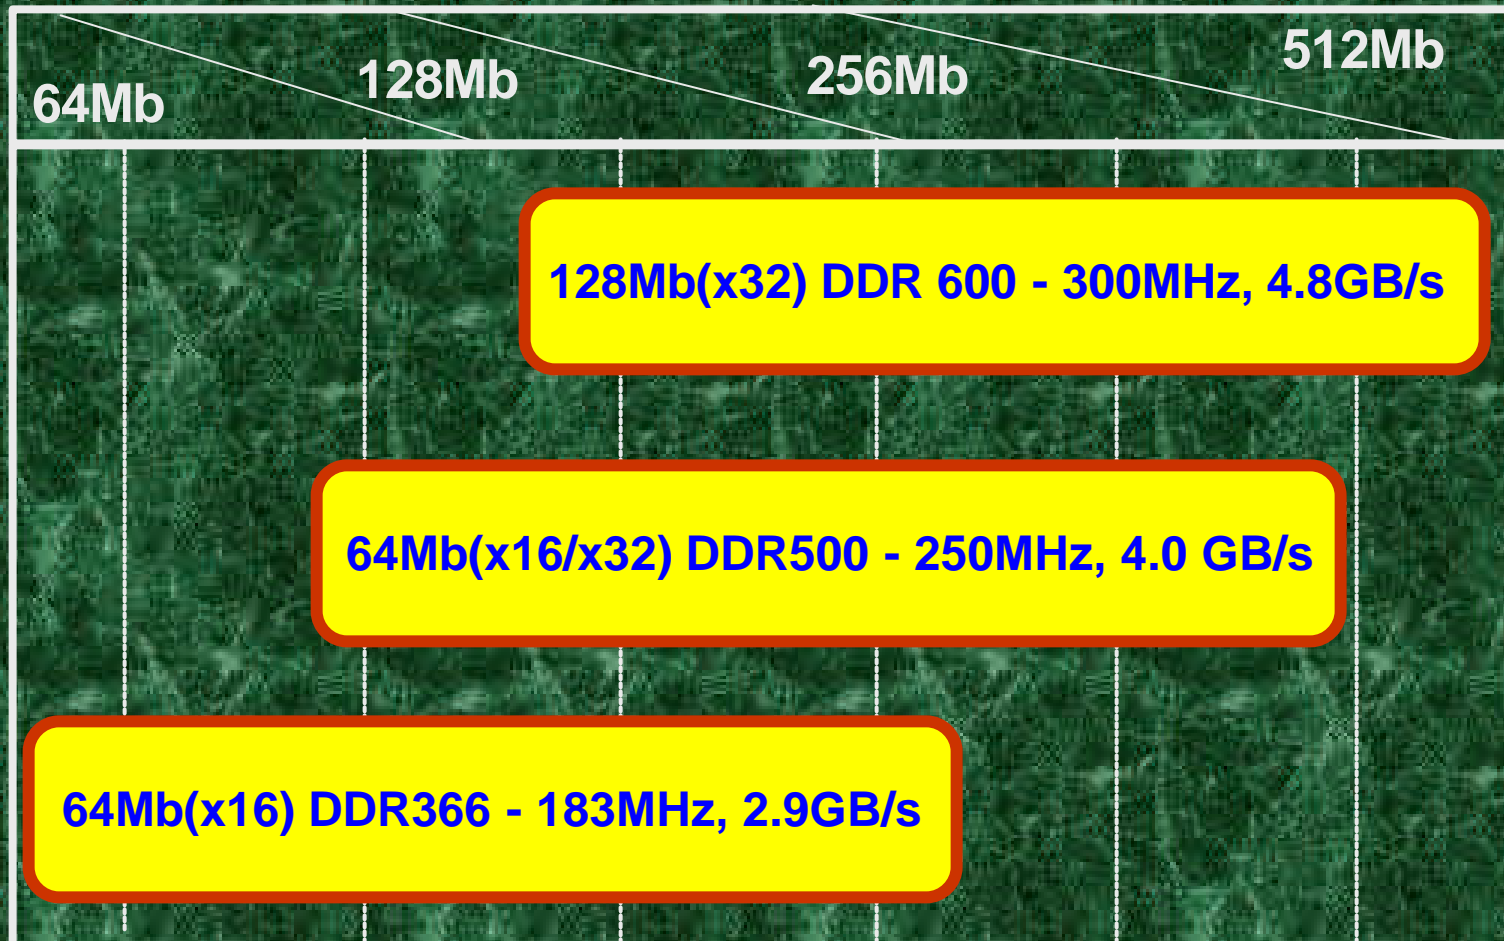 64Mb
128Mb
256Mb
512Mb
128Mb(x32) DDR 600 - 300MHz, 4.8GB/s
64Mb(x16/x32) DDR500 - 250MHz, 4.0 GB/s
64Mb(x16) DDR366 - 183MHz, 2.9GB/s